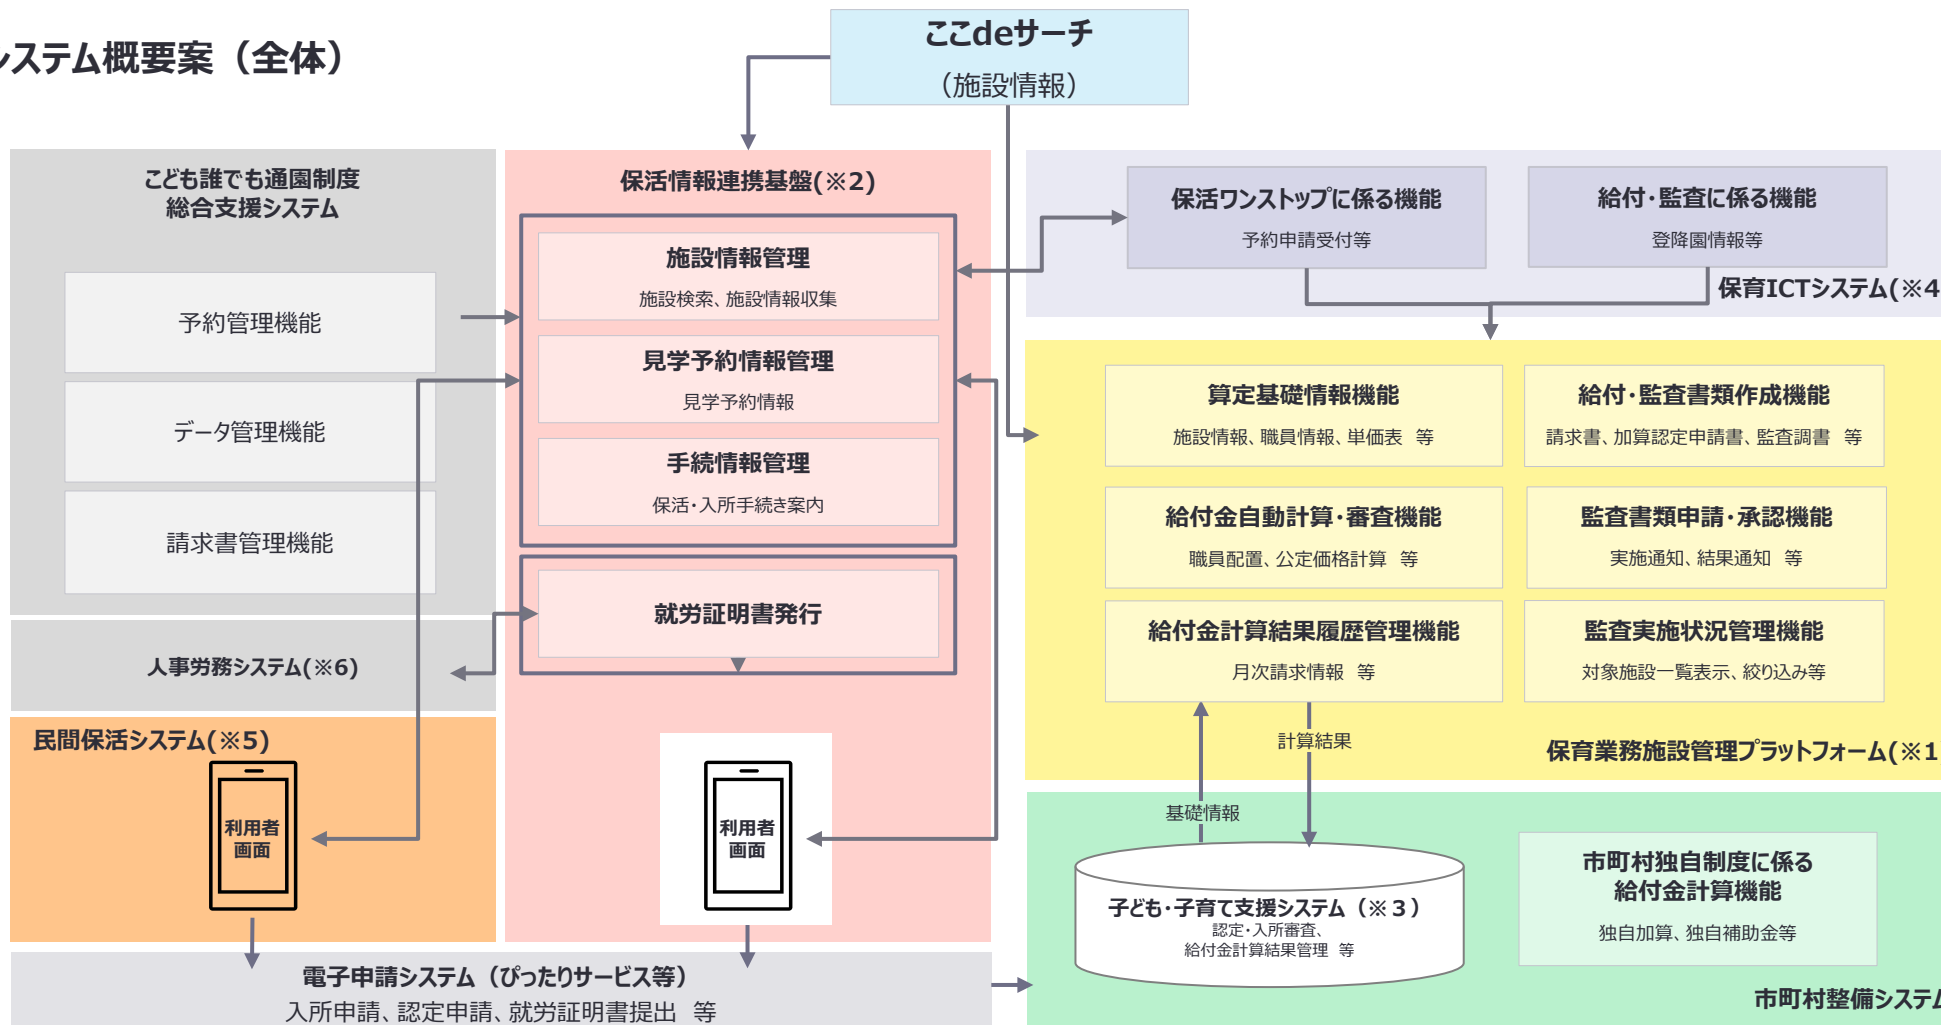 システム概要案（全体）
ここdeサーチ
（施設情報）
こども誰でも通園制度
総合支援システム
予約管理機能
データ管理機能
請求書管理機能
人事労務システム(※6)
民間保活システム(※5)
利用者
画面
保活情報連携基盤(※2)
施設情報管理
施設検索、施設情報収集
見学予約情報管理
見学予約情報
手続情報管理
保活・入所手続き案内
就労証明書発行
利用者
画面
電子申請システム（ぴったりサービス等）
入所申請、認定申請、就労証明書提出　等
保活ワンストップに係る機能
予約申請受付等
給付・監査に係る機能
登降園情報等
保育ICTシステム(※4
算定基礎情報機能
施設情報、職員情報、単価表　等
給付・監査書類作成機能
請求書、加算認定申請書、監査調書　等
給付金自動計算・審査機能
職員配置、公定価格計算　等
監査書類申請・承認機能
実施通知、結果通知　等
給付金計算結果履歴管理機能
月次請求情報　等
監査実施状況管理機能
対象施設一覧表示、絞り込み等
計算結果
保育業務施設管理プラットフォーム(※1
基礎情報
子ども・子育て支援システム（※３）
認定・入所審査、
給付金計算結果管理　等
市町村独自制度に係る
給付金計算機能
独自加算、独自補助金等
市町村整備システム